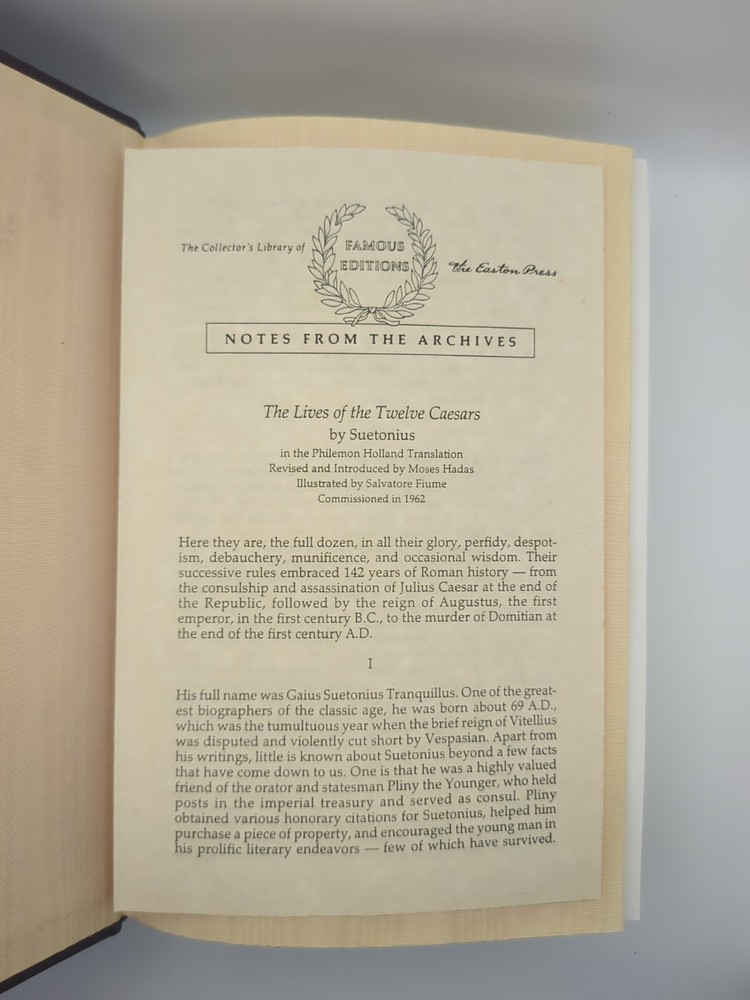 The Collector's Library of
FAMOUS
EDITIONS
The Easton Press
NOTES FROM THE ARCHIVES
The Lives of the Twelve Caesars
by Suetonius
in the Philemon Holland Translation
Revised and Introduced by Moses Hadas
Illustrated by Salvatore Fiume
Commissioned in 1962
Here they are, the full dozen, in all their glory, perfidy, despot-
ism, debauchery, munificence, and occasional wisdom. Their
successive rules embraced 142 years of Roman history — from
the consulship and assassination of Julius Caesar at the end of
the Republic, followed by the reign of Augustus, the first
emperor, in the first century B.C., to the murder of Domitian at
the end of the first century A.D.
I
His full name was Gaius Suetonius Tranquillus. One of the great-
est biographers of the classic age, he was born about 69 A.D.,
which was the tumultuous year when the brief reign of Vitellius
was disputed and violently cut short by Vespasian. Apart from
his writings, little is known about Suetonius beyond a few facts
that have come down to us. One is that he was a highly valued
friend of the orator and statesman Pliny the Younger, who held
posts in the imperial treasury and served as consul. Pliny
obtained various honorary citations for Suetonius, helped him
purchase a piece of property, and encouraged the young man in
his prolific literary endeavors — few of which have survived.